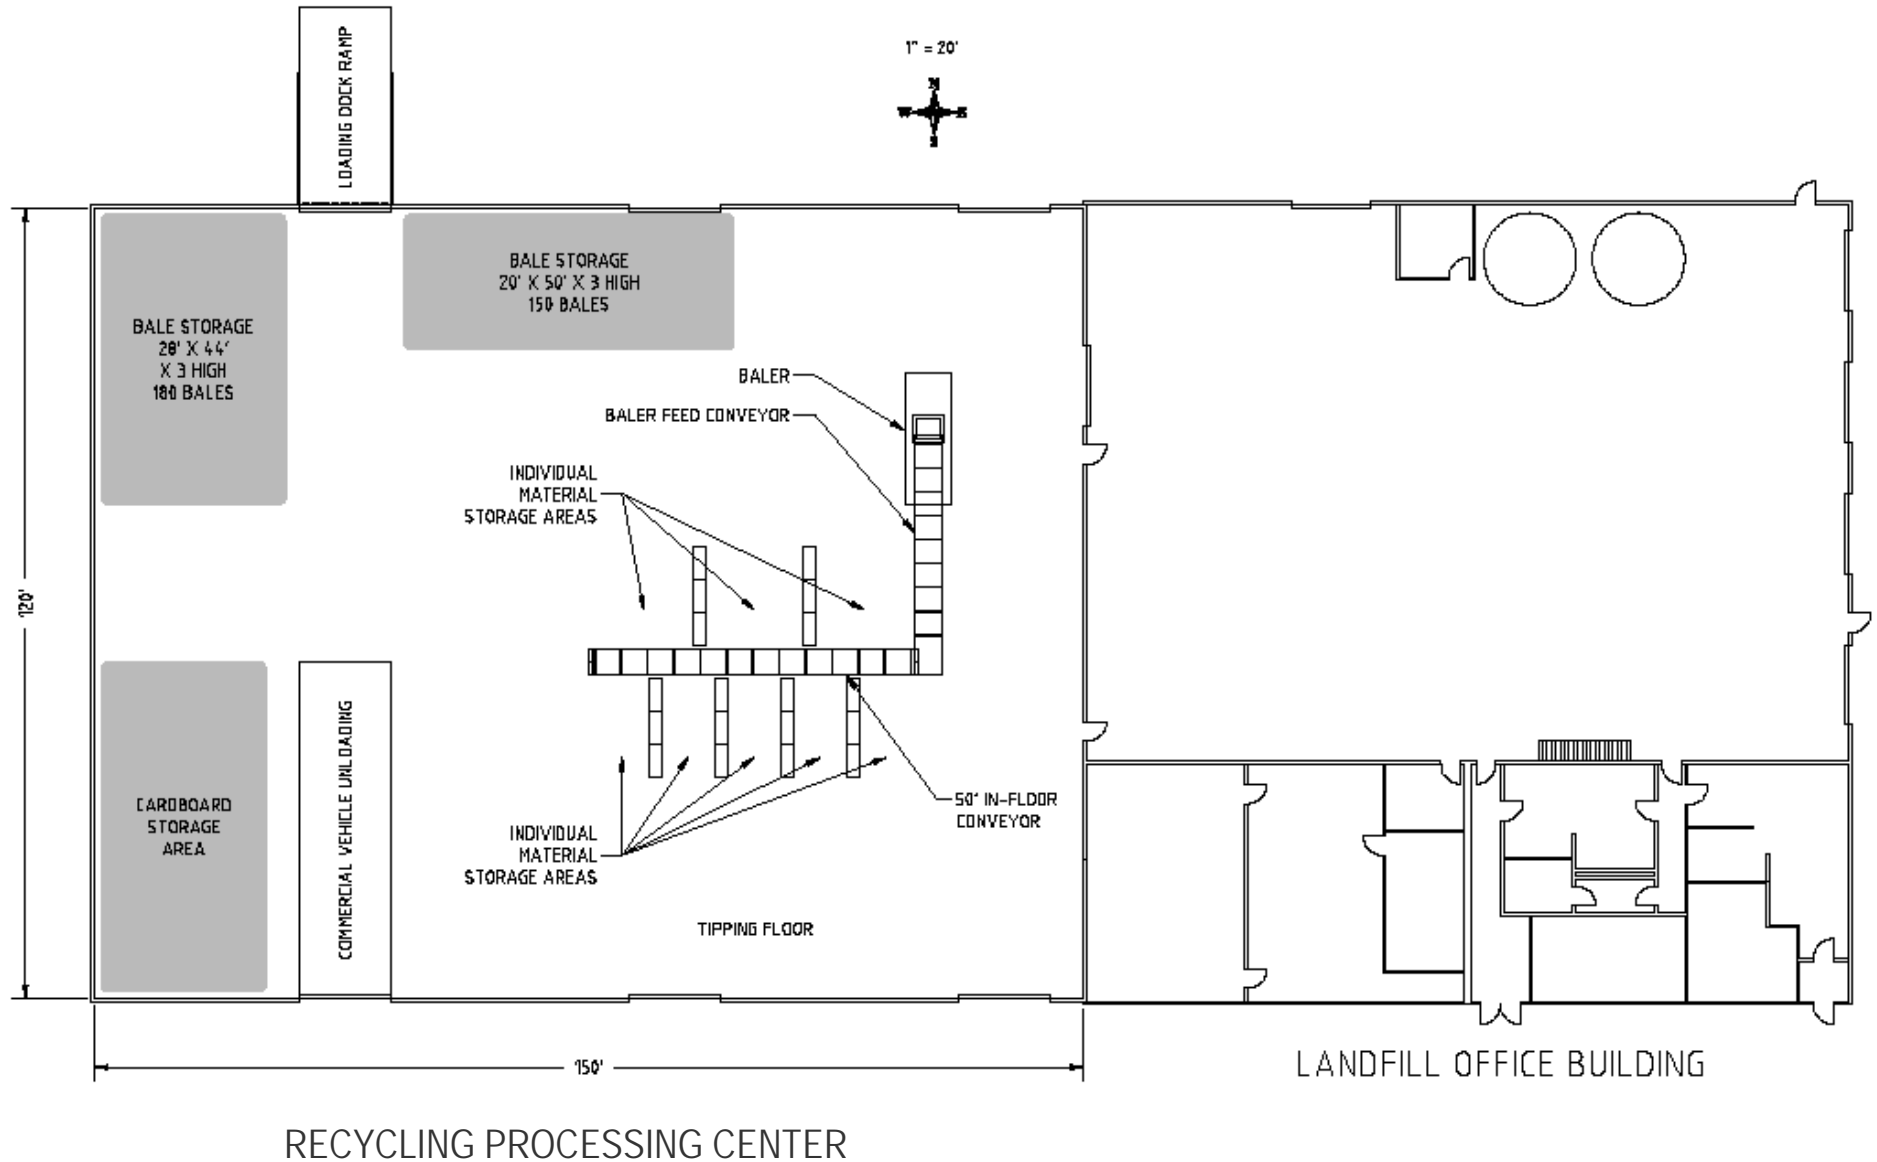 LOADING DOCK RAMP
1" = 20'
N
W
E
S
BALE STORAGE
20' X 50' X 3 HIGH
150 BALES
BALE STORAGE
28' X 44'
X 3 HIGH
180 BALES
BALER
BALER FEED CONVEYOR
INDIVIDUAL
MATERIAL
STORAGE AREAS
120'
CARDBOARD
STORAGE
AREA
COMMERCIAL VEHICLE UNLOADING
50' IN-FLOOR
CONVEYOR
INDIVIDUAL
MATERIAL
STORAGE AREAS
TIPPING FLOOR
150'
LANDFILL OFFICE BUILDING
RECYCLING PROCESSING CENTER